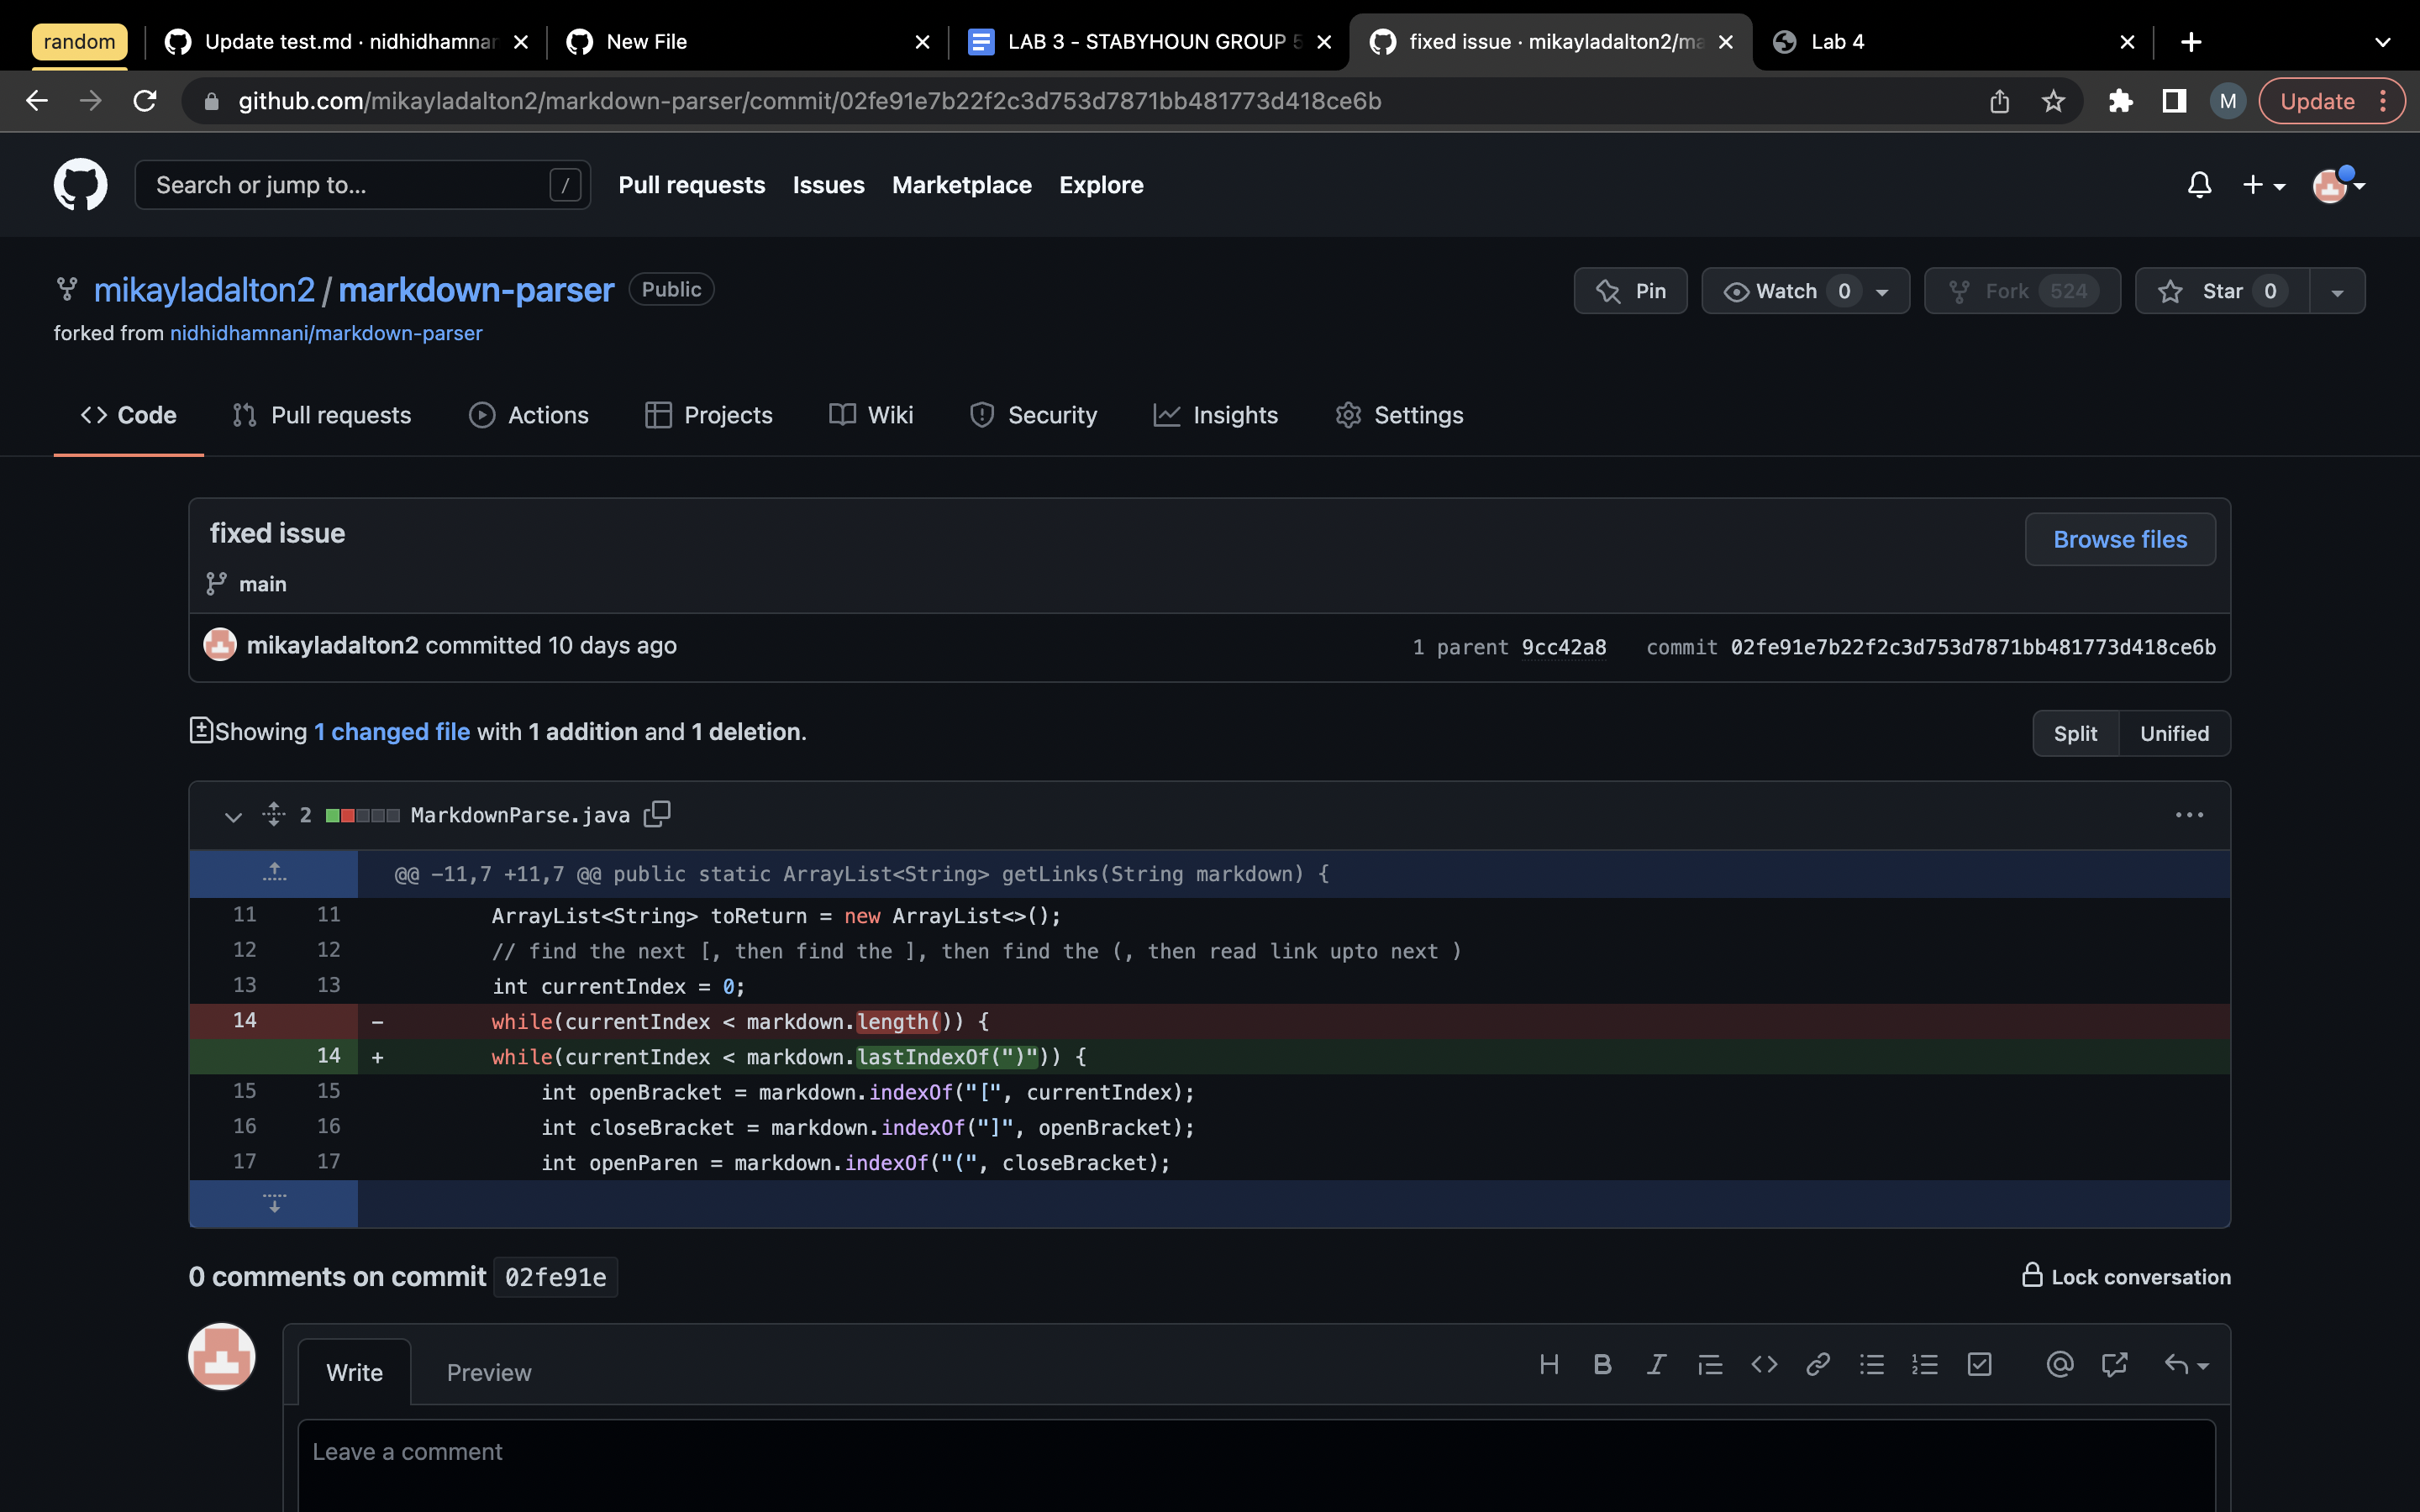 random
Update test.md · nidhidhamnan
New File
LAB 3 - STABYHOUN GROUP 5
fixed issue · mikayladalton2/ma
Lab 4
github.com/mikayladalton2/markdown-parser/commit/02fe91e7b22f2c3d753d7871bb481773d418ce6b
M
Update
Search or jump to...
/
Pull requests
Issues
Marketplace
Explore
mikayladalton2 / markdown-parser
Public
Pin
Watch 0
Fork 524
Star 0
forked from nidhidhamnani/markdown-parser
Code
Pull requests
Actions
Projects
Wiki
Security
Insights
Settings
fixed issue
Browse files
main
mikayladalton2 committed 10 days ago
1 parent 9cc42a8 commit 02fe91e7b22f2c3d753d7871bb481773d418ce6b
Showing 1 changed file with 1 addition and 1 deletion.
Split
Unified
2 MarkdownParse.java
@@ -11,7 +11,7 @@ public static ArrayList<String> getLinks(String markdown) {
11 11 ArrayList<String> toReturn = new ArrayList<>();
12 12 // find the next [, then find the ], then find the (, then read link upto next )
13 13 int currentIndex = 0;
14 - while(currentIndex < markdown.length()) {
14 + while(currentIndex < markdown.lastIndexOf(")")) {
15 15 int openBracket = markdown.indexOf("[", currentIndex);
16 16 int closeBracket = markdown.indexOf("]", openBracket);
17 17 int openParen = markdown.indexOf("(", closeBracket);
0 comments on commit 02fe91e
Lock conversation
Write
Preview
Leave a comment